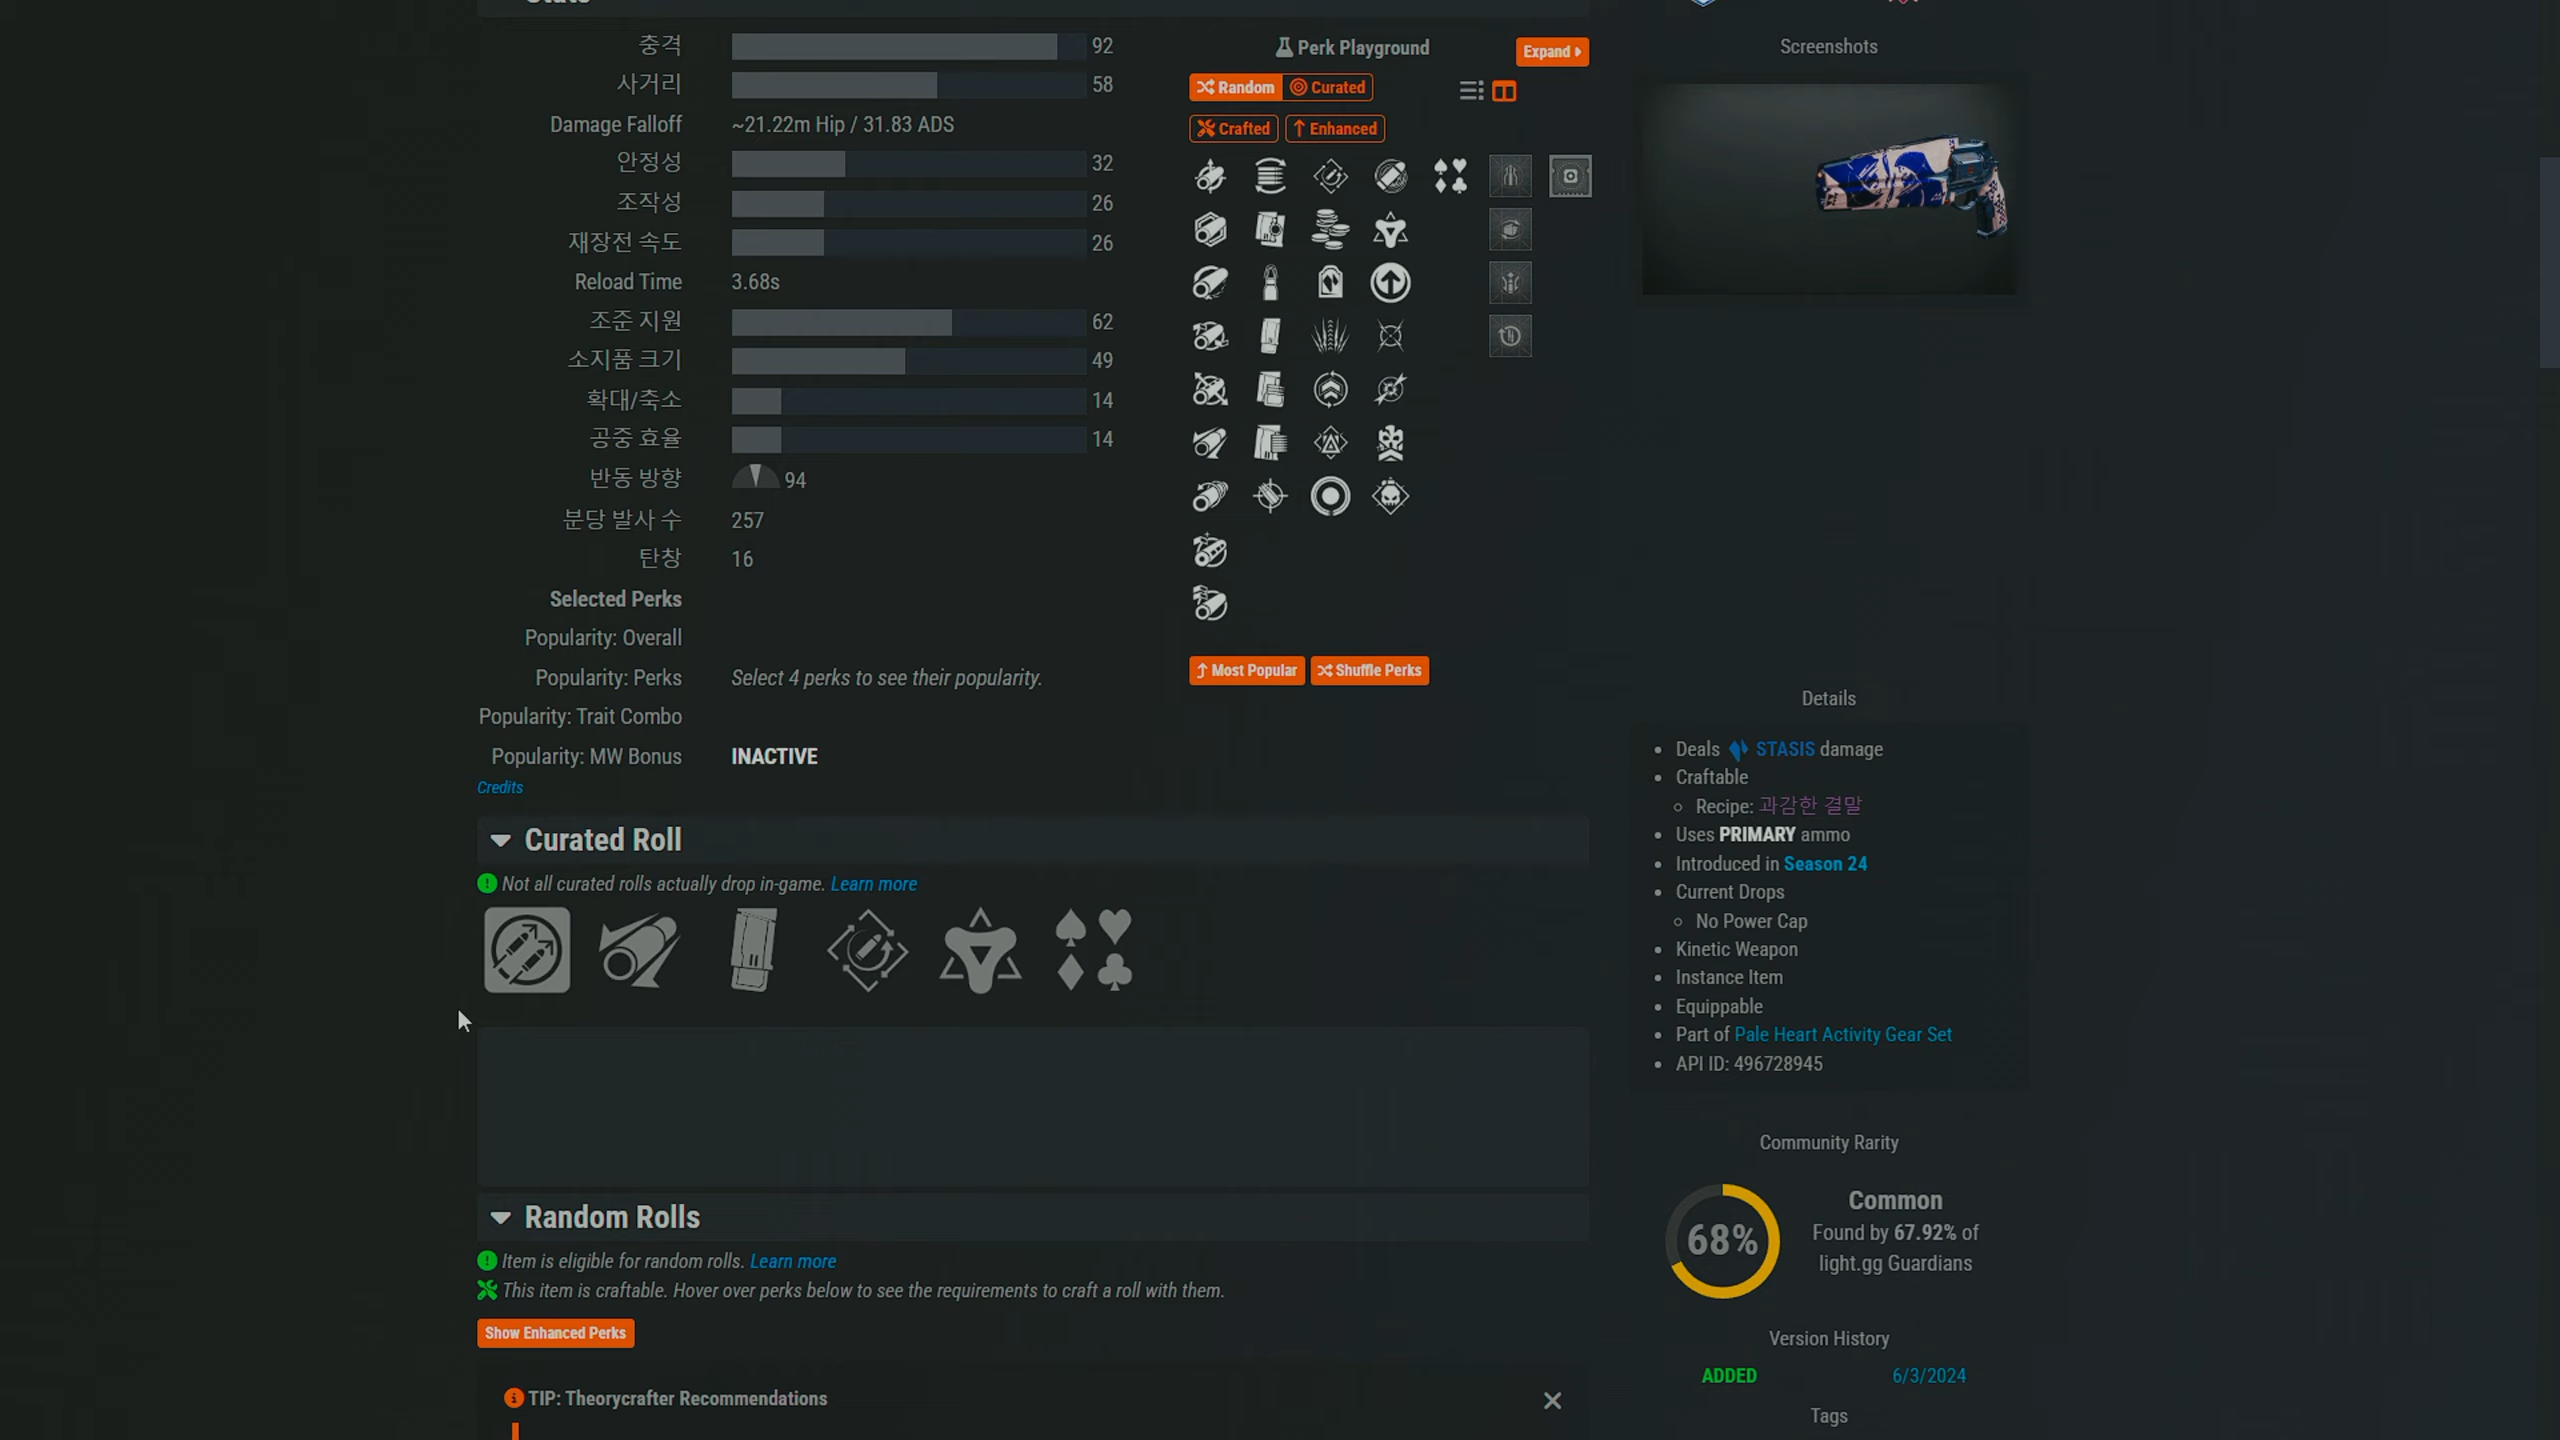 충격 92
사거리 58
Damage Falloff ~21.22m Hip / 31.83 ADS
안정성 32
조작성 26
재장전 속도 26
Reload Time 3.68s
조준 지원 62
소지품 크기 49
확대/축소 14
공중 효율 14
반동 방향 94
분당 발사 수 257
탄창 16
Selected Perks
Popularity: Overall
Popularity: Perks Select 4 perks to see their popularity.
Popularity: Trait Combo
Popularity: MW Bonus INACTIVE
Credits
Perk Playground
Expand
Random Curated
Crafted Enhanced
Most Popular Shuffle Perks
Curated Roll
Not all curated rolls actually drop in-game. Learn more
Random Rolls
Item is eligible for random rolls. Learn more
This item is craftable. Hover over perks below to see the requirements to craft a roll with them.
Show Enhanced Perks
TIP: Theorycrafter Recommendations
Screenshots
Details
Deals STASIS damage
Craftable
Recipe: 과감한 결말
Uses PRIMARY ammo
Introduced in Season 24
Current Drops
No Power Cap
Kinetic Weapon
Instance Item
Equippable
Part of Pale Heart Activity Gear Set
API ID: 496728945
Community Rarity
68%
Common
Found by 67.92% of
light.gg Guardians
Version History
ADDED 6/3/2024
Tags